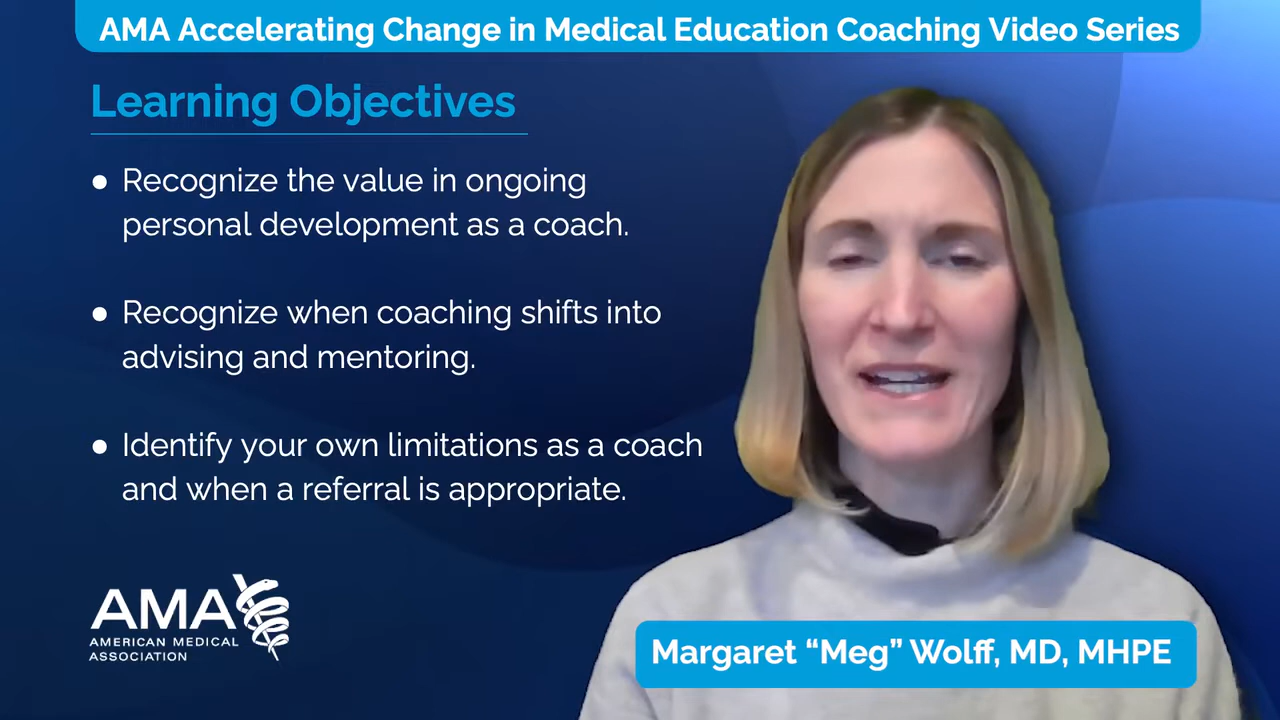 AMA Accelerating Change in Medical Education Coaching Video Series
Learning Objectives
• Recognize the value in ongoing
personal development as a coach.
• Recognize when coaching shifts into
advising and mentoring.
• Identify your own limitations as a coach
and when a referral is appropriate.
AMA
AMERICAN MEDICAL
ASSOCIATION
Margaret “Meg” Wolff, MD, MHPE